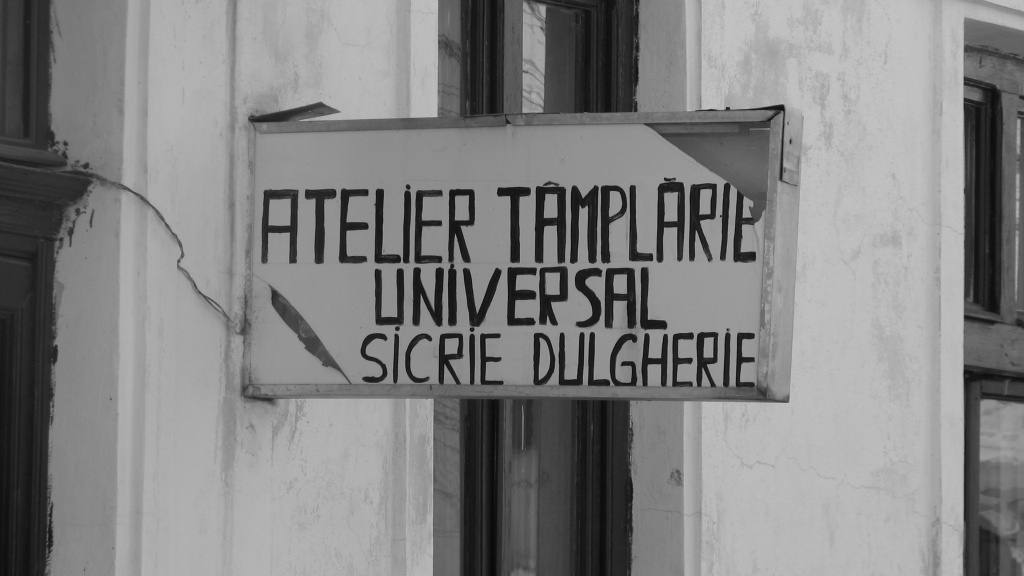 ATELIER TÂMPLĂRIE
UNIVERSAL
SICRIE DULGHERIE